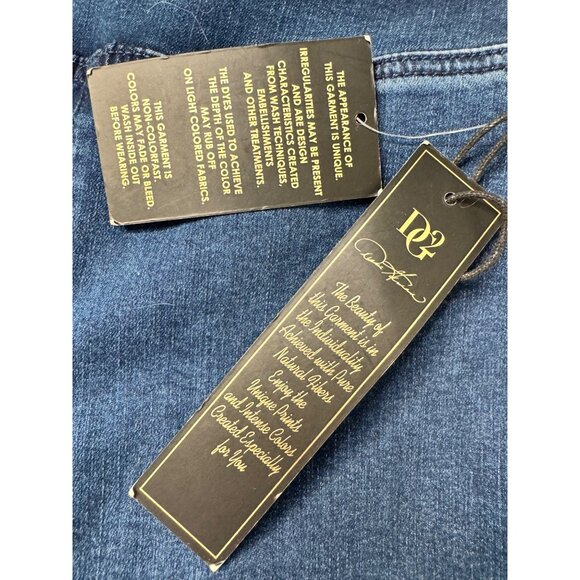 THE APPEARANCE OF
THIS GARMENT IS UNIQUE.
IRREGULARITIES MAY BE PRESENT
AND ARE DESIGN
CHARACTERISTICS CREATED
FROM WASH TECHNIQUES,
EMBELLISHMENTS
AND OTHER TREATMENTS.
THE DYES USED TO ACHIEVE
THE DEPTH OF THE COLOR
MAY RUB OFF
ON LIGHT COLORED FABRICS.
THIS GARMENT IS
NON-COLORFAST.
COLORS MAY FADE OR BLEED.
WASH INSIDE OUT
BEFORE WEARING.
DG2
The Beauty of
this Garment is in
the Individuality
Achieved with Pure
Natural Fibers
Enjoy the
Unique Prints
and Intense Colors
Created Especially
for You